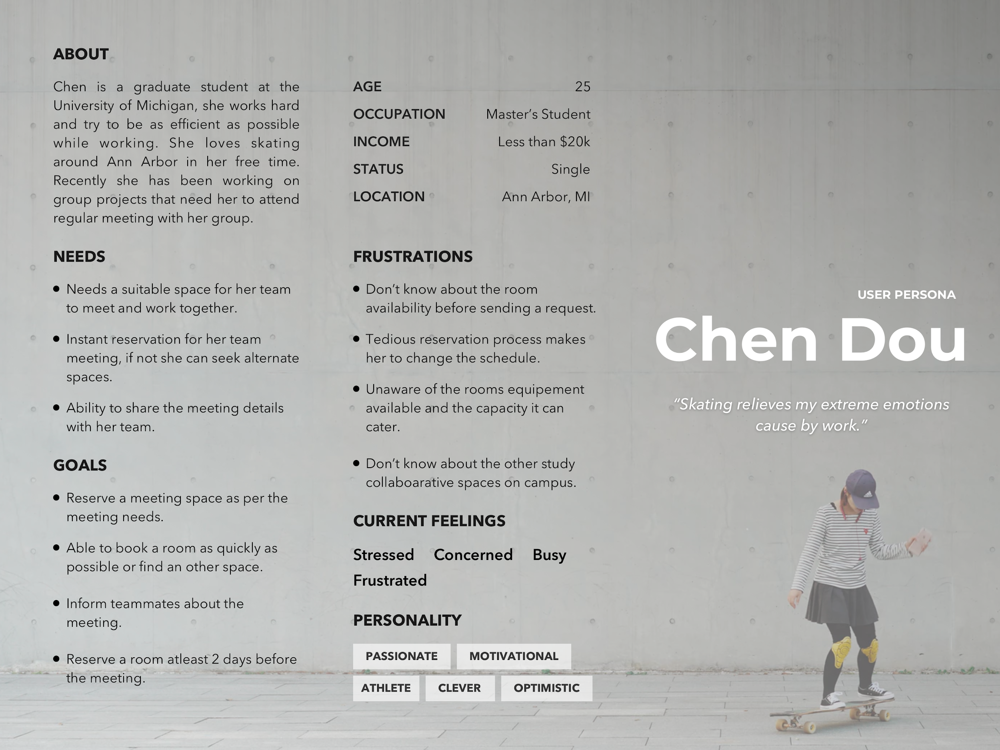 ABOUT
Chen is a graduate student at the
University of Michigan, she works hard
and try to be as efficient as possible
while working. She loves skating
around Ann Arbor in her free time.
Recently she has been working on
group projects that need her to attend
regular meeting with her group.
NEEDS
Needs a suitable space for her team
to meet and work together.
Instant reservation for her team
meeting, if not she can seek alternate
spaces.
Ability to share the meeting details
with her team.
GOALS
Reserve a meeting space as per the
meeting needs.
Able to book a room as quickly as
possible or find an other space.
Inform teammates about the
meeting.
Reserve a room atleast 2 days before
the meeting.
AGE 25
OCCUPATION Master’s Student
INCOME Less than $20k
STATUS Single
LOCATION Ann Arbor, MI
FRUSTRATIONS
Don’t know about the room
availability before sending a request.
Tedious reservation process makes
her to change the schedule.
Unaware of the rooms equipement
available and the capacity it can
cater.
Don’t know about the other study
collaboarative spaces on campus.
CURRENT FEELINGS
Stressed Concerned Busy
Frustrated
PERSONALITY
PASSIONATE MOTIVATIONAL
ATHLETE CLEVER OPTIMISTIC
USER PERSONA
Chen Dou
“Skating relieves my extreme emotions
cause by work.”